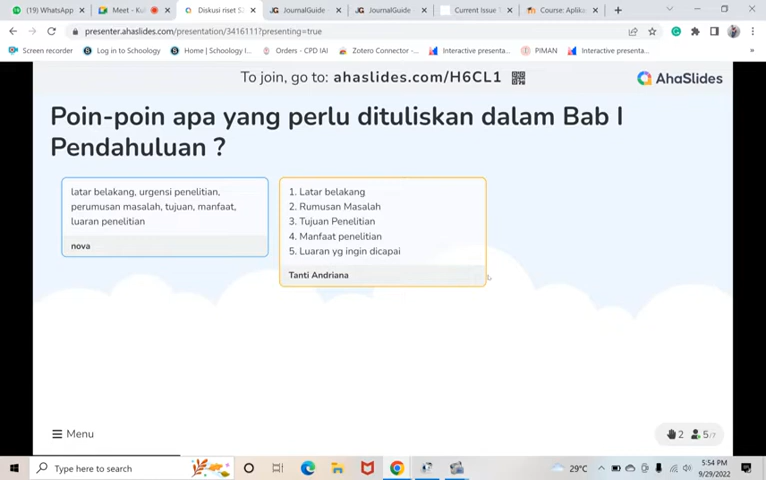 (19) WhatsApp
Meet - Kul
Diskusi riset S2
JournalGuide
JournalGuide
Current Issue
Course: Aplika
presenter.ahaslides.com/presentation/3416111?presenting=true
Screen recorder
Log in to Schoology
Home | Schoology I...
Orders - CPD IAI
Zotero Connector -...
Interactive presenta...
PIMAN
Interactive presenta...
To join, go to: ahaslides.com/H6CL1
AhaSlides
Poin-poin apa yang perlu dituliskan dalam Bab I
Pendahuluan ?
latar belakang, urgensi penelitian,
perumusan masalah, tujuan, manfaat,
luaran penelitian
nova
1. Latar belakang
2. Rumusan Masalah
3. Tujuan Penelitian
4. Manfaat penelitian
5. Luaran yg ingin dicapai
Tanti Andriana
Menu
2
5/7
Type here to search
29°C
5:54 PM
9/29/2022